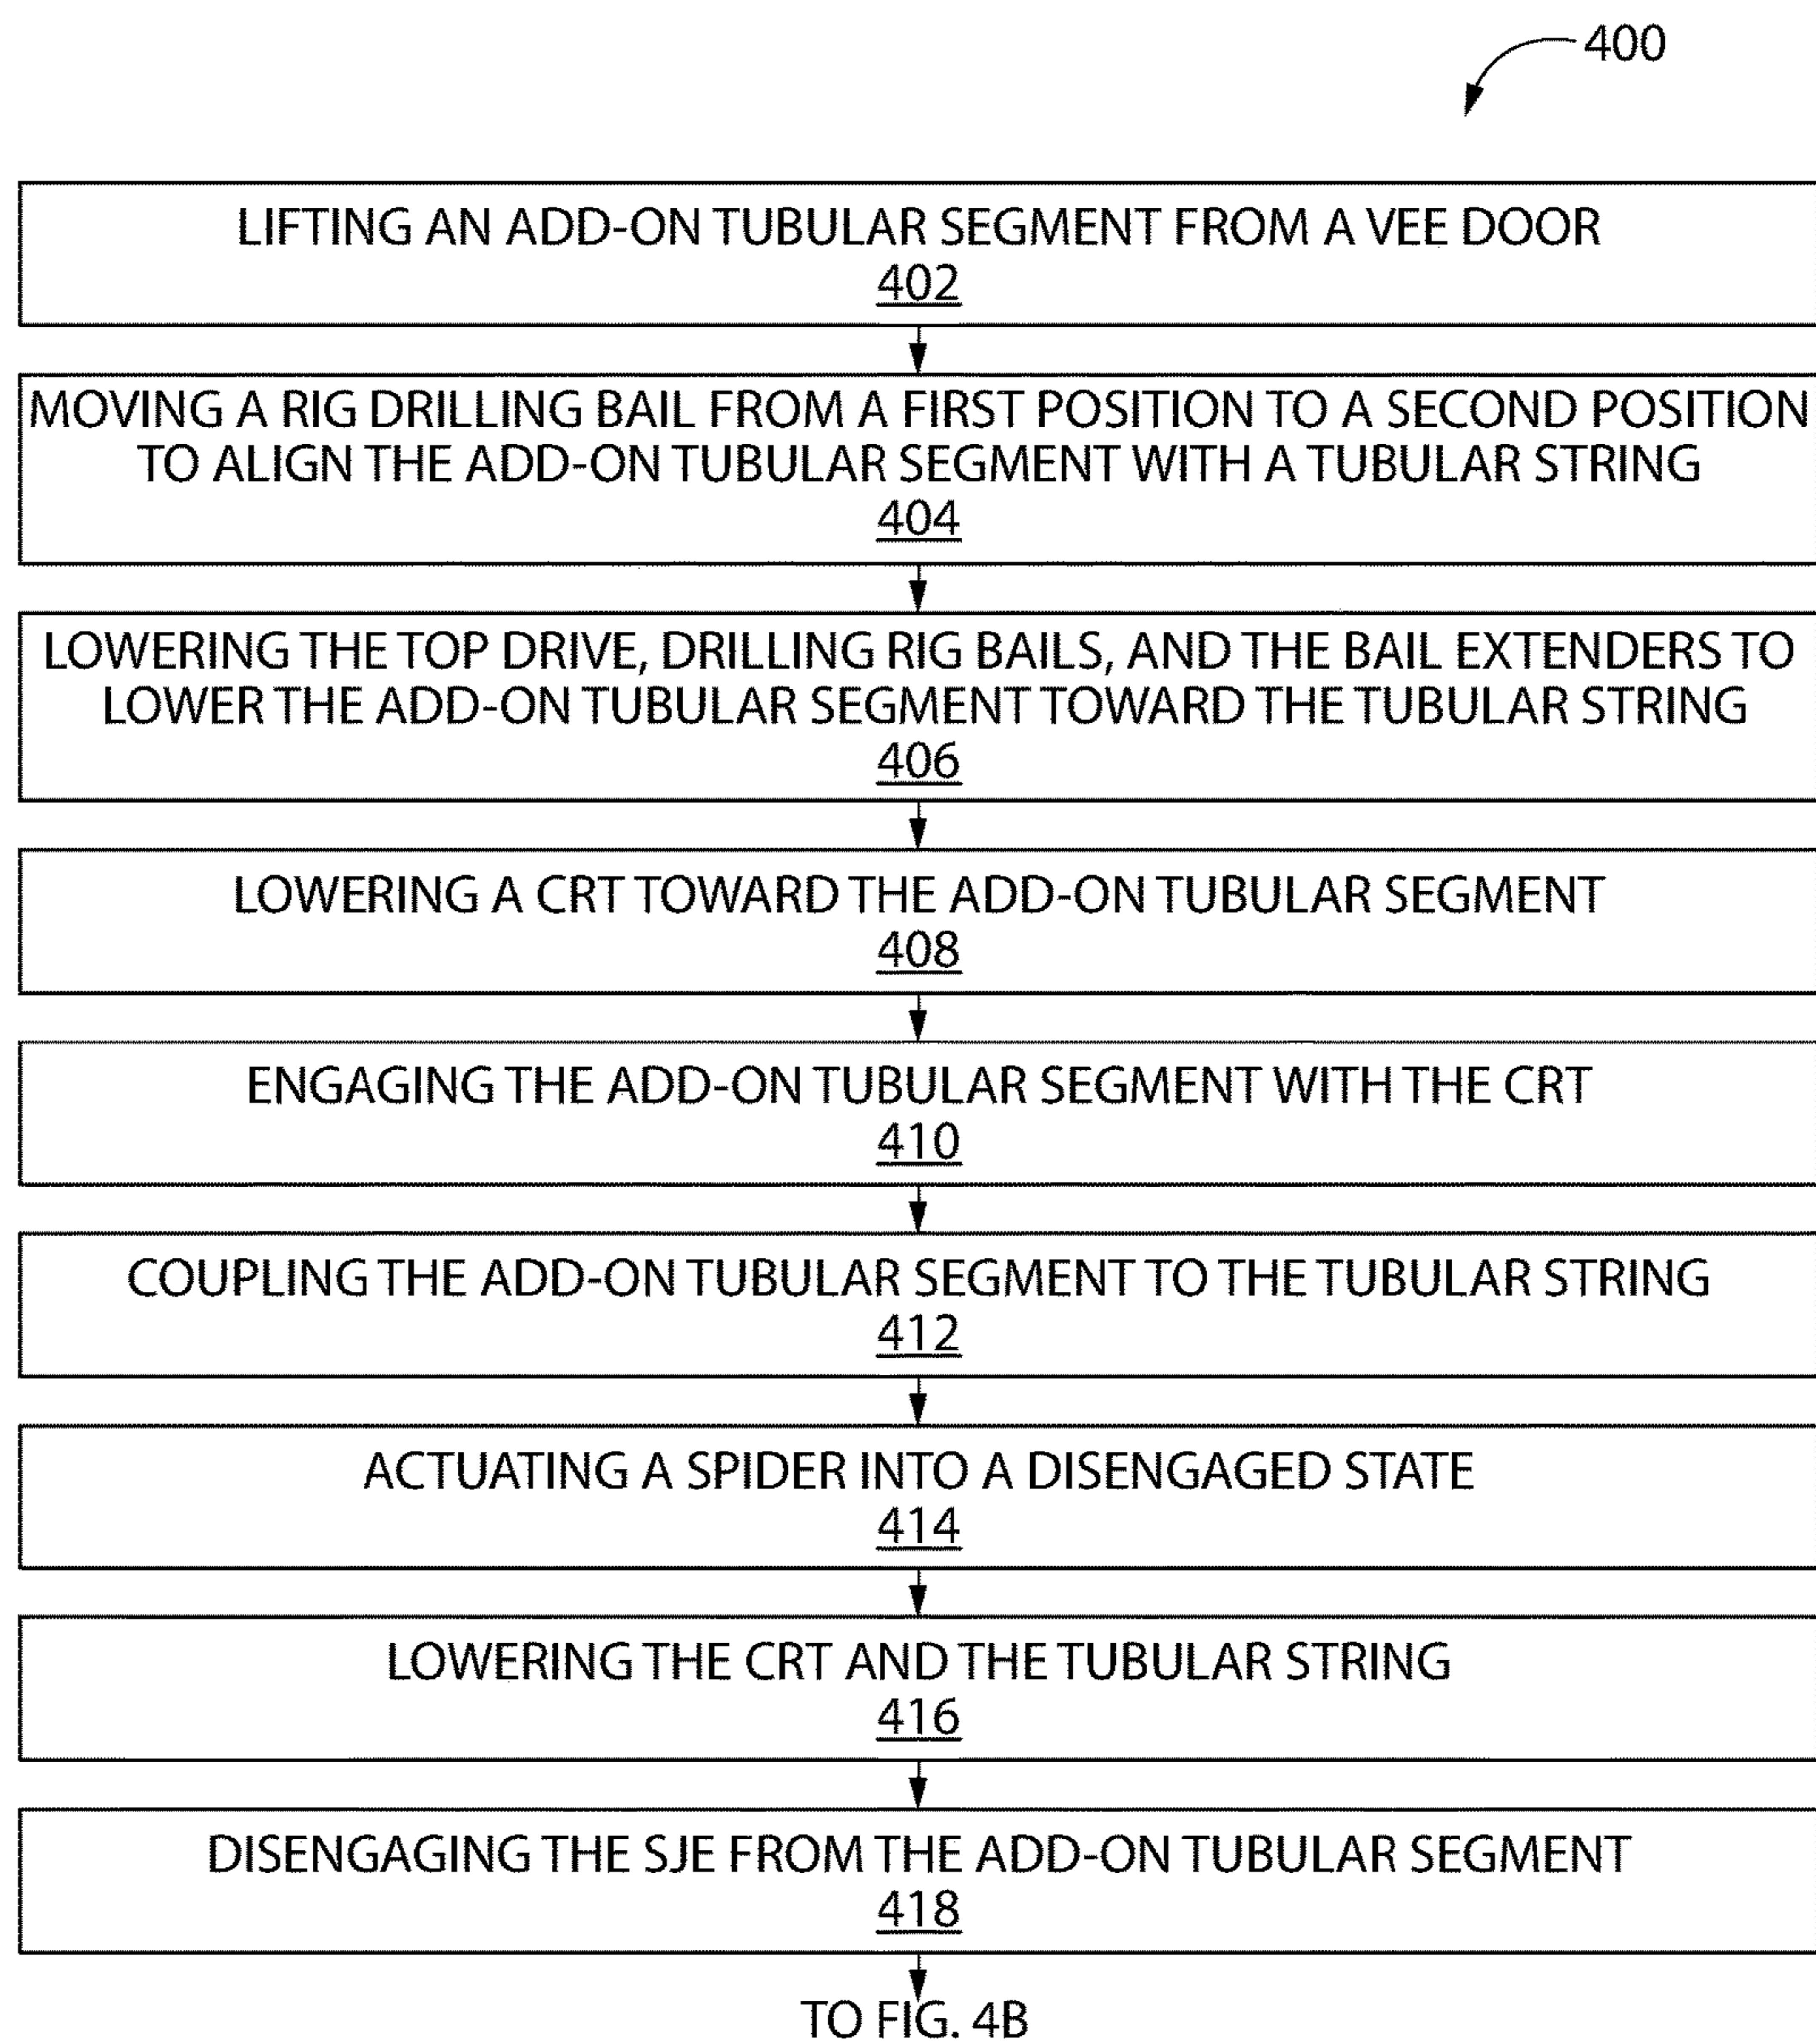 400
LIFTING AN ADD-ON TUBULAR SEGMENT FROM A VEE DOOR
402
MOVING A RIG DRILLING BAIL FROM A FIRST POSITION TO A SECOND POSITION
TO ALIGN THE ADD-ON TUBULAR SEGMENT WITH A TUBULAR STRING
404
LOWERING THE TOP DRIVE, DRILLING RIG BAILS, AND THE BAIL EXTENDERS TO
LOWER THE ADD-ON TUBULAR SEGMENT TOWARD THE TUBULAR STRING
406
LOWERING A CRT TOWARD THE ADD-ON TUBULAR SEGMENT
408
ENGAGING THE ADD-ON TUBULAR SEGMENT WITH THE CRT
410
COUPLING THE ADD-ON TUBULAR SEGMENT TO THE TUBULAR STRING
412
ACTUATING A SPIDER INTO A DISENGAGED STATE
414
LOWERING THE CRT AND THE TUBULAR STRING
416
DISENGAGING THE SJE FROM THE ADD-ON TUBULAR SEGMENT
418
TO FIG. 4B